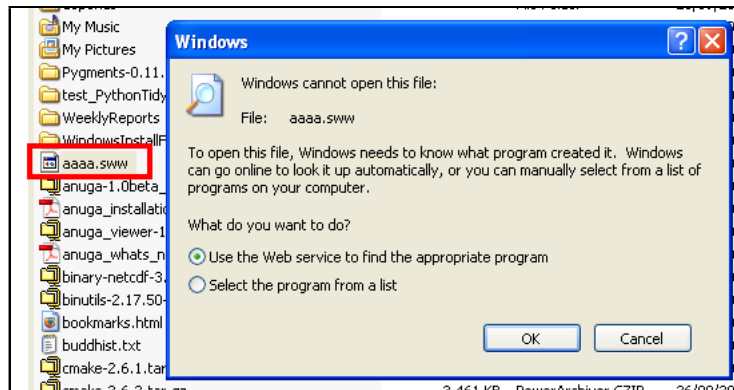 My Music
My Pictures
Pygments-0.11.
test_PythonTidy
WeeklyReports
WindowsInstallF
aaaa.sww
anuga-1.0beta_
anuga_installatio
anuga_viewer-1
anuga_whats_n
binary-netcdf-3.
binutils-2.17.50-
bookmarks.html
buddhist.txt
cmake-2.6.1.tar
Windows
Windows cannot open this file:
File: aaaa.sww
To open this file, Windows needs to know what program created it. Windows
can go online to look it up automatically, or you can manually select from a list of
programs on your computer.
What do you want to do?
Use the Web service to find the appropriate program
Select the program from a list
OK
Cancel